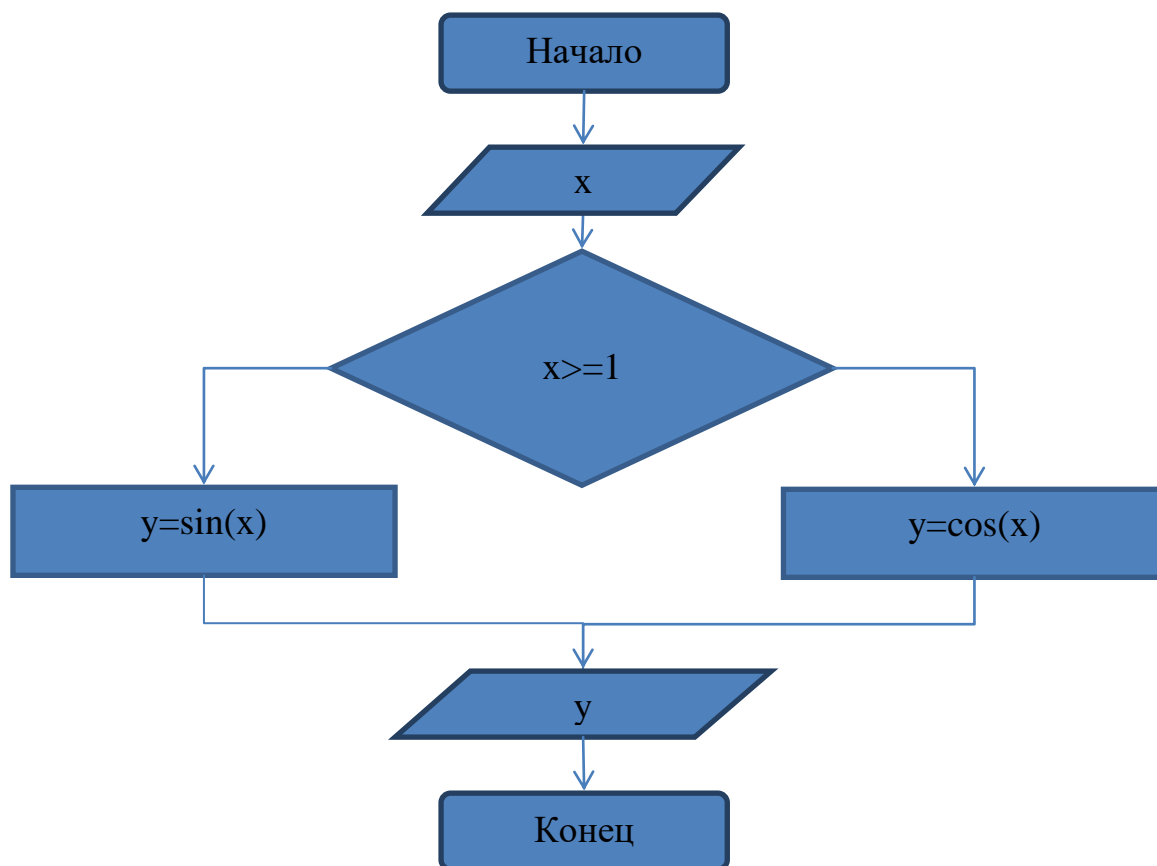 Начало
x
x>=1
y=sin(x)
y=cos(x)
y
Конец